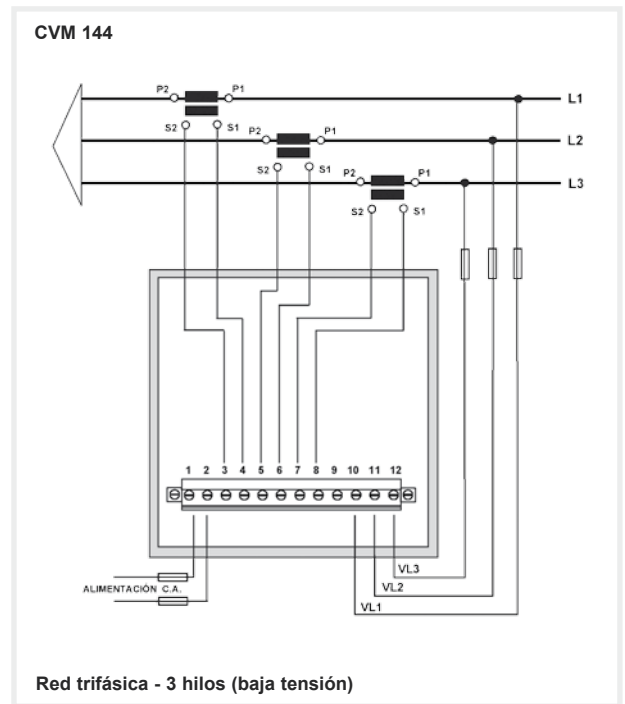 CVM 144
P2 P1 L1
S2 S1 P2 P1 L2
S2 S1 P2 P1 L3
S2 S1
1 2 3 4 5 6 7 8 9 10 11 12
VL3
ALIMENTACIÓN C.A. VL2
VL1
Red trifásica - 3 hilos (baja tensión)